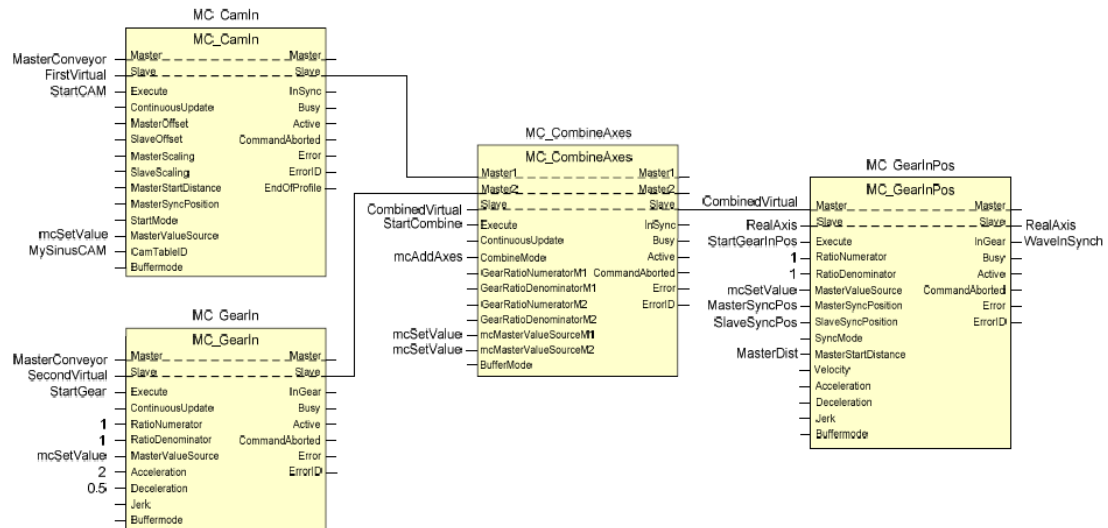 MC_CamIn
MC_CamIn
MasterConveyor Master Master
FirstVirtual Slave Slave
StartCAM Execute InSync
ContinuousUpdate Busy
MasterOffset Active
SlaveOffset CommandAborted
MasterScaling Error
SlaveScaling ErrorID
MasterStartDistance EndOfProfile
MasterSyncPosition
StartMode
mcSetValue MasterValueSource
MySinusCAM CamTableID
Buffermode
MC_GearIn
MC_GearIn
MasterConveyor Master Master
SecondVirtual Slave Slave
StartGear Execute InGear
ContinuousUpdate Busy
1 RatioNumerator Active
1 RatioDenominator CommandAborted
mcSetValue MasterValueSource Error
2 Acceleration ErrorID
0.5 Deceleration
Jerk
Buffermode
MC_CombineAxes
MC_CombineAxes
Master1 Master1
Master2 Master2
CombinedVirtual Slave Slave
StartCombine Execute InSync
ContinuousUpdate Busy
mcAddAxes CombineMode Active
GearRatioNumeratorM1 CommandAborted
GearRatioDenominatorM1 Error
GearRatioNumeratorM2 ErrorID
GearRatioDenominatorM2
mcSetValue mcMasterValueSourceM1
mcSetValue mcMasterValueSourceM2
BufferMode
MC_GearInPos
MC_GearInPos
CombinedVirtual Master Master
RealAxis Slave Slave RealAxis
StartGearInPos Execute InGear WaveInSynch
1 RatioNumerator Busy
1 RatioDenominator Active
mcSetValue MasterValueSource CommandAborted
MasterSyncPos MasterSyncPosition Error
SlaveSyncPos SlaveSyncPosition ErrorID
SyncMode
MasterDist MasterStartDistance
Velocity
Acceleration
Deceleration
Jerk
Buffermode